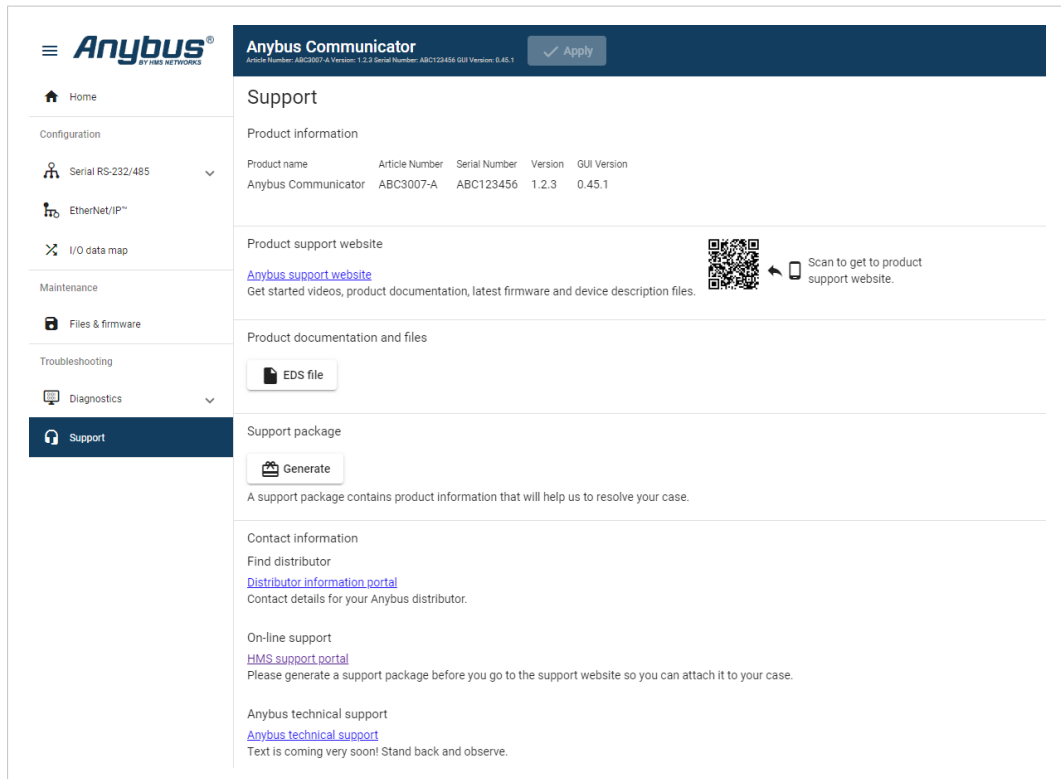 Anybus®
BY HMS NETWORKS
Anybus Communicator
Article Number: ABC3007-A Version: 1.2.3 Serial Number: ABC123456 GUI Version: 0.45.1
Apply
Home
Configuration
Serial RS-232/485
EtherNet/IP™
I/O data map
Maintenance
Files & firmware
Troubleshooting
Diagnostics
Support
Support
Product information
Product name Article Number Serial Number Version GUI Version
Anybus Communicator ABC3007-A ABC123456 1.2.3 0.45.1
Product support website
Anybus support website
Get started videos, product documentation, latest firmware and device description files.
Scan to get to product
support website.
Product documentation and files
EDS file
Support package
Generate
A support package contains product information that will help us to resolve your case.
Contact information
Find distributor
Distributor information portal
Contact details for your Anybus distributor.
On-line support
HMS support portal
Please generate a support package before you go to the support website so you can attach it to your case.
Anybus technical support
Anybus technical support
Text is coming very soon! Stand back and observe.